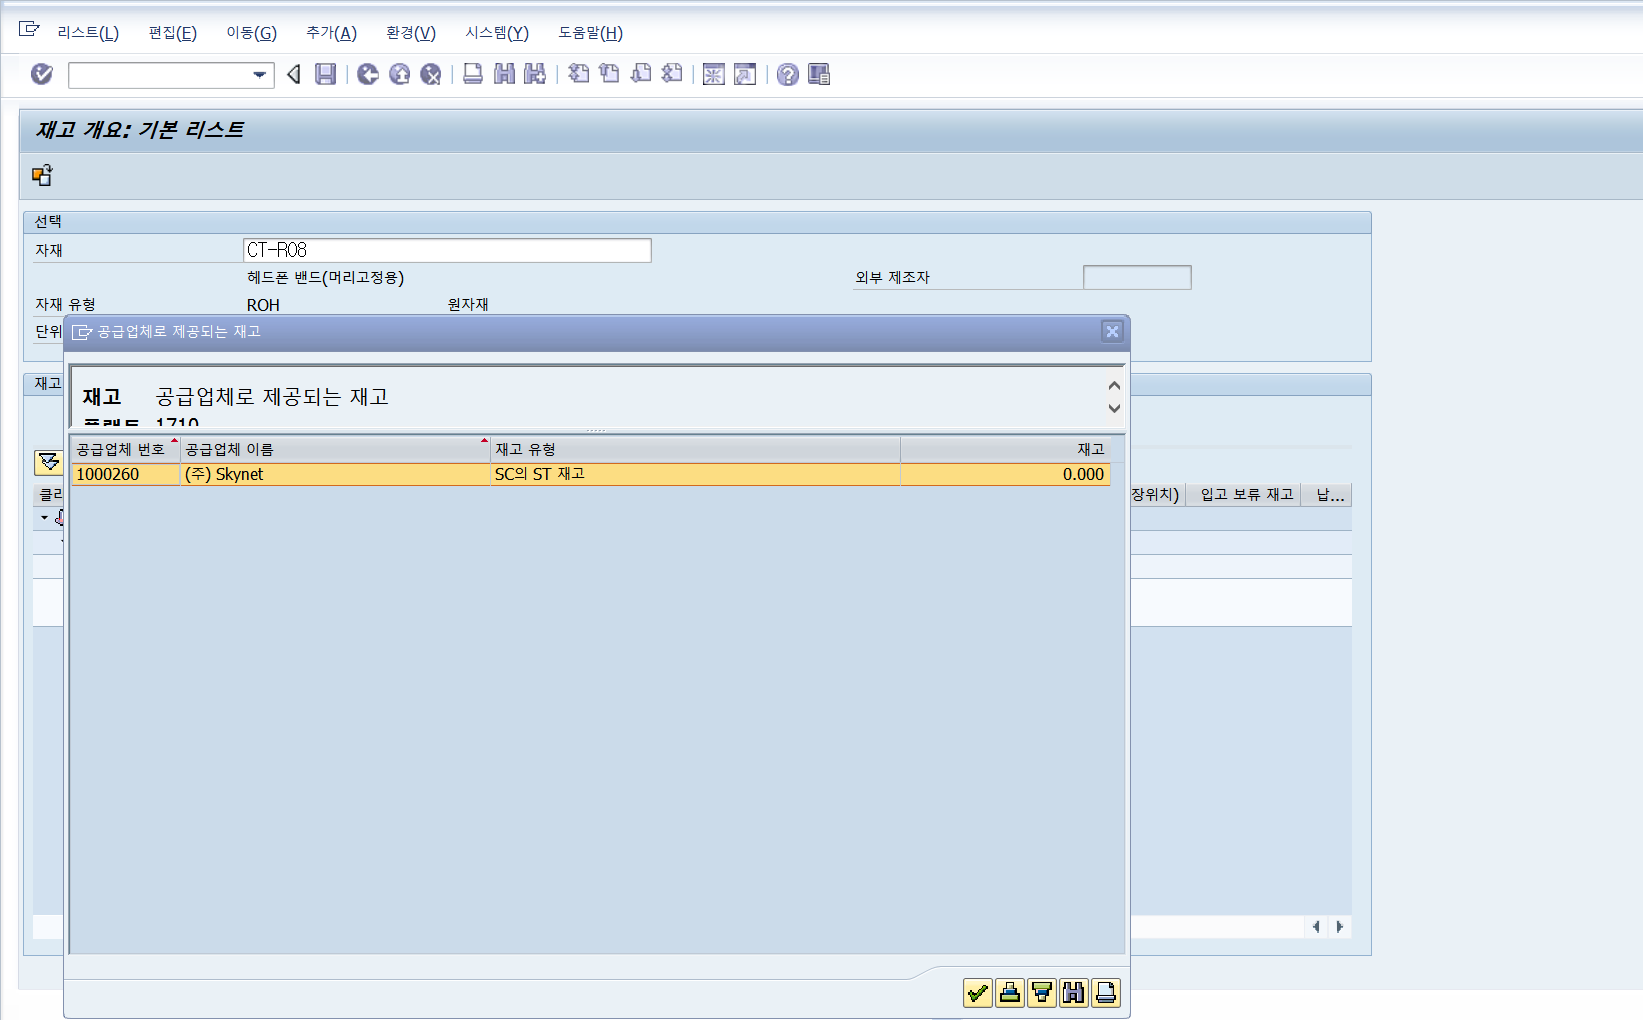 리스트(L) 편집(E) 이동(G) 추가(A) 환경(V) 시스템(Y) 도움말(H)
재고 개요: 기본 리스트
선택
자재 CT-R08
헤드폰 밴드(머리고정용) 외부 제조자
자재 유형 ROH 원자재
단위
공급업체로 제공되는 재고
재고
재고 공급업체로 제공되는 재고
플랜트 1710
공급업체 번호 공급업체 이름 재고 유형 재고
1000260 (주) Skynet SC의 ST 재고 0.000
클리
장위치) 입고 보류 재고 납...